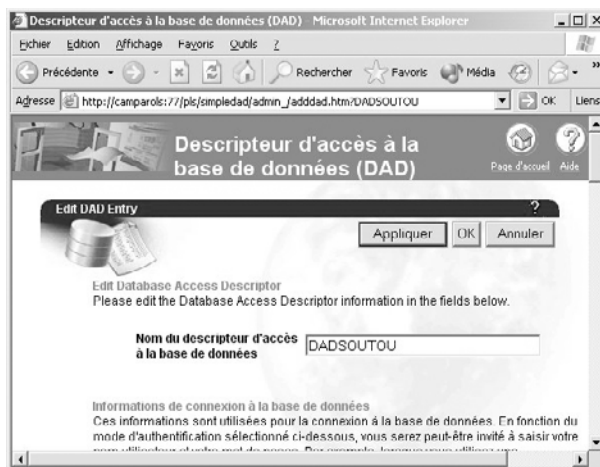 Descripteur d'accès à la base de données (DAD) - Microsoft Internet Explorer
Fichier Edition Affichage Favoris Outils ?
Précédente Rechercher Favoris Média »
Adresse http://camparols:77/pls/simpledad/admin_/adddad.htm?DADSOUTOU OK Liens
Descripteur d'accès à la
base de données (DAD)
Page d'accueil Aide
Edit DAD Entry ?
Appliquer OK Annuler
Edit Database Access Descriptor
Please edit the Database Access Descriptor information in the fields below.
Nom du descripteur d'accès
à la base de données
DADSOUTOU
Informations de connexion à la base de données
Ces informations sont utilisées pour la connexion à la base de données. En fonction du
mode d'authentification sélectionné ci-dessous, vous serez peut-être invité à saisir votre